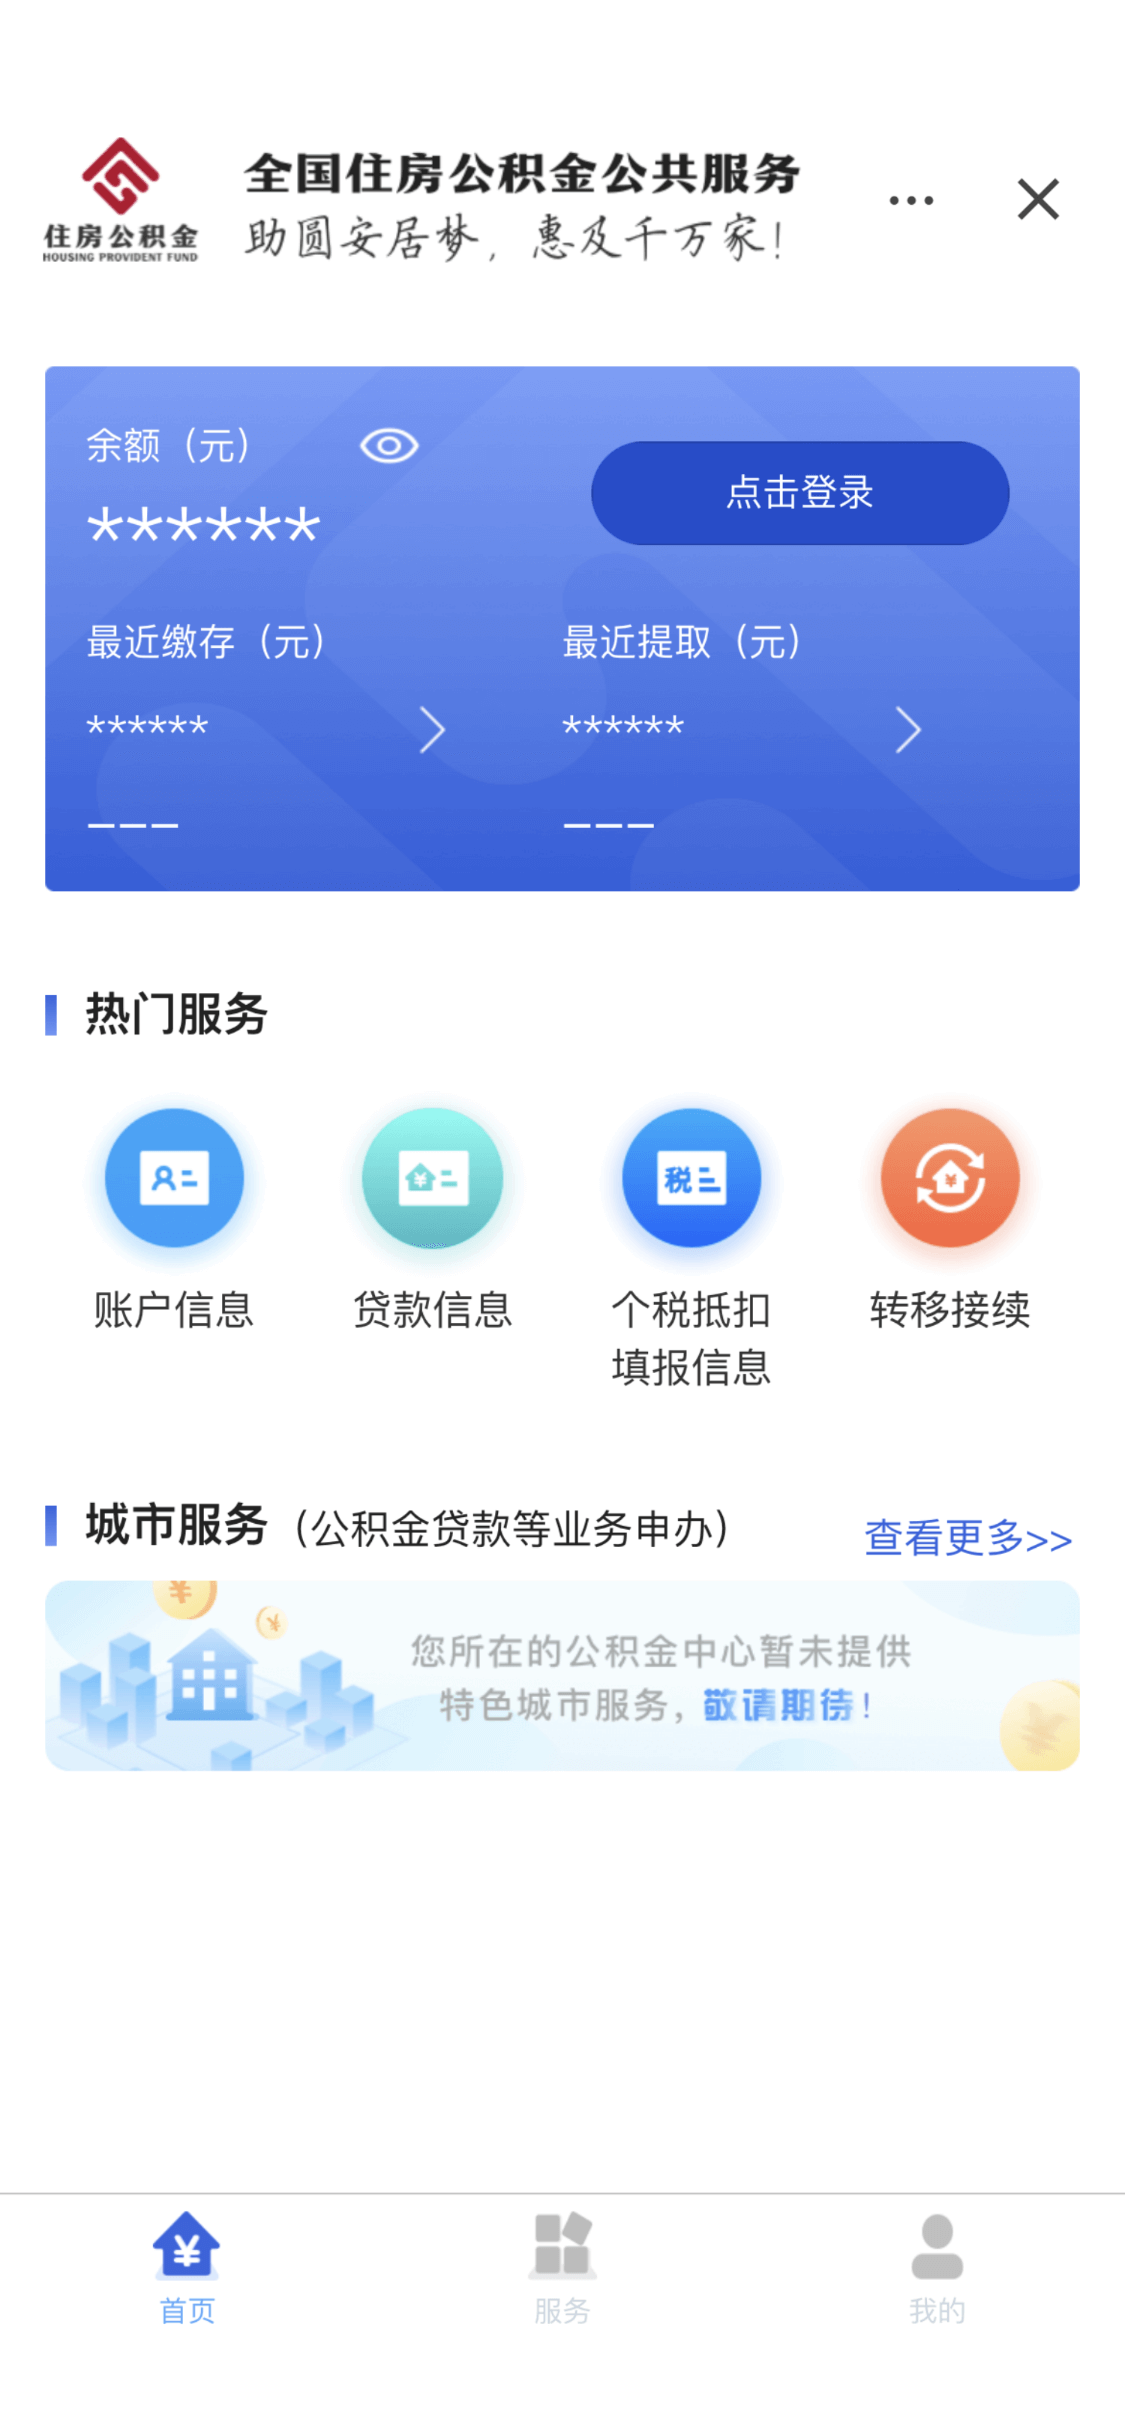 全国住房公积金公共服务
助圆安居梦，惠及千万家！
住房公积金
HOUSING PROVIDENT FUND
余额（元）
******
点击登录
最近缴存（元）
******
---
最近提取（元）
******
---
热门服务
账户信息
贷款信息
税
个税抵扣
填报信息
转移接续
城市服务（公积金贷款等业务申办）
查看更多>>
您所在的公积金中心暂未提供
特色城市服务，敬请期待！
首页
服务
我的